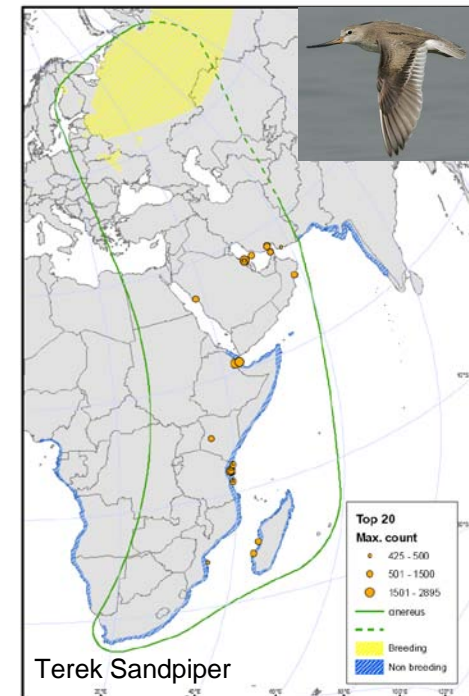 Top 20
Max. count
425 - 500
501 - 1500
1501 - 2895
cinereus
Breeding
Non breeding
Terek Sandpiper